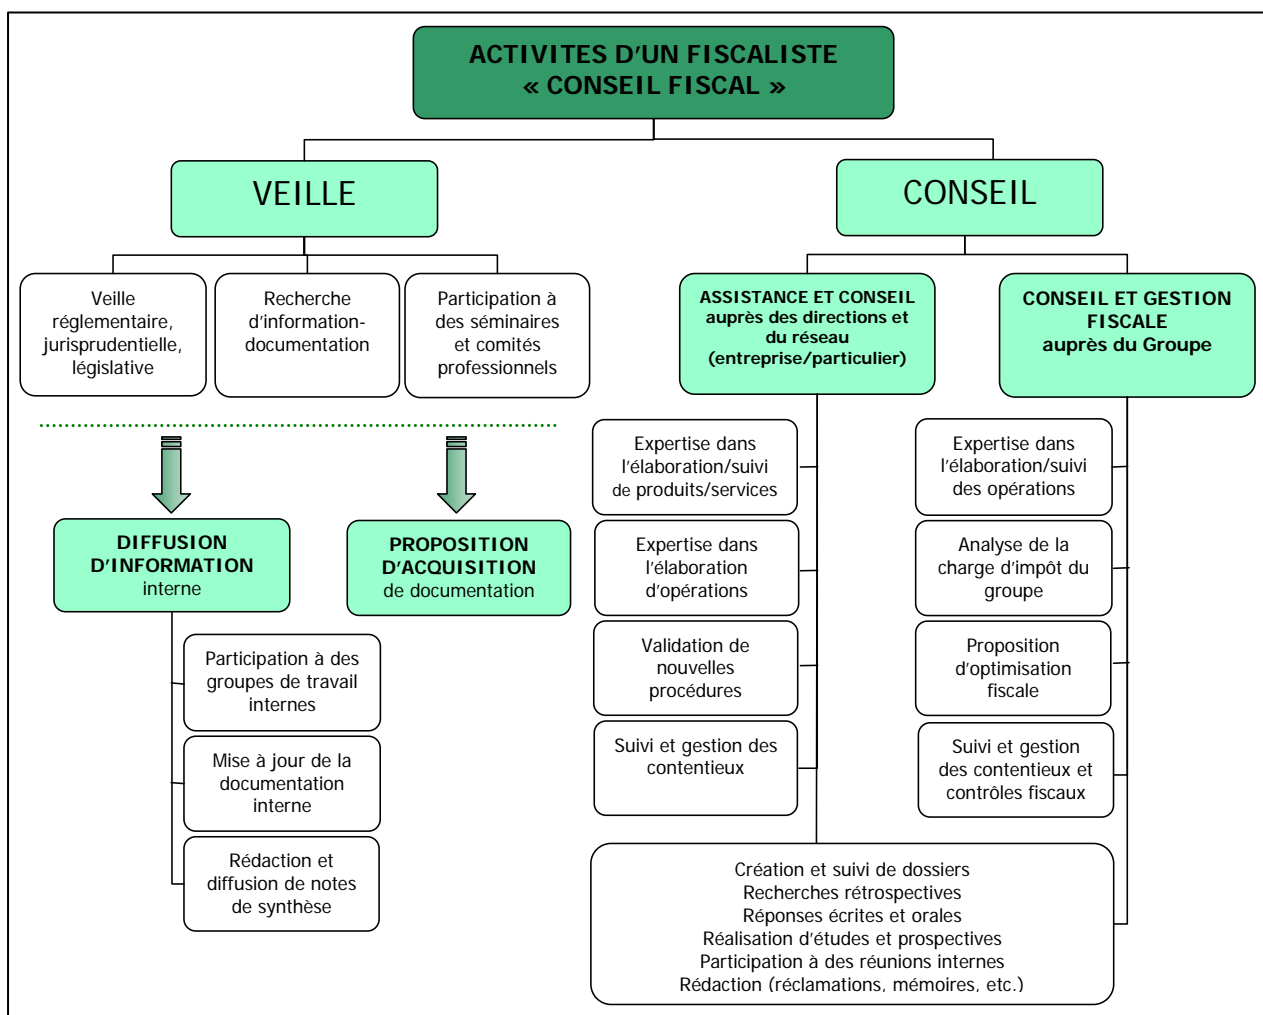 ACTIVITES D'UN FISCALISTE
« CONSEIL FISCAL »
VEILLE
CONSEIL
Veille
réglementaire,
jurisprudentielle,
législative
Recherche
d'information-
documentation
Participation à
des séminaires
et comités
professionnels
ASSISTANCE ET CONSEIL
auprès des directions et
du réseau
(entreprise/particulier)
CONSEIL ET GESTION
FISCALE
auprès du Groupe
DIFFUSION
D'INFORMATION
interne
PROPOSITION
D'ACQUISITION
de documentation
Participation à des
groupes de travail
internes
Mise à jour de la
documentation
interne
Rédaction et
diffusion de notes
de synthèse
Expertise dans
l'élaboration/suivi
de produits/services
Expertise dans
l'élaboration
d'opérations
Validation de
nouvelles
procédures
Suivi et gestion des
contentieux
Expertise dans
l'élaboration/suivi
des opérations
Analyse de la
charge d'impôt du
groupe
Proposition
d'optimisation
fiscale
Suivi et gestion
des contentieux et
contrôles fiscaux
Création et suivi de dossiers
Recherches rétrospectives
Réponses écrites et orales
Réalisation d'études et prospectives
Participation à des réunions internes
Rédaction (réclamations, mémoires, etc.)